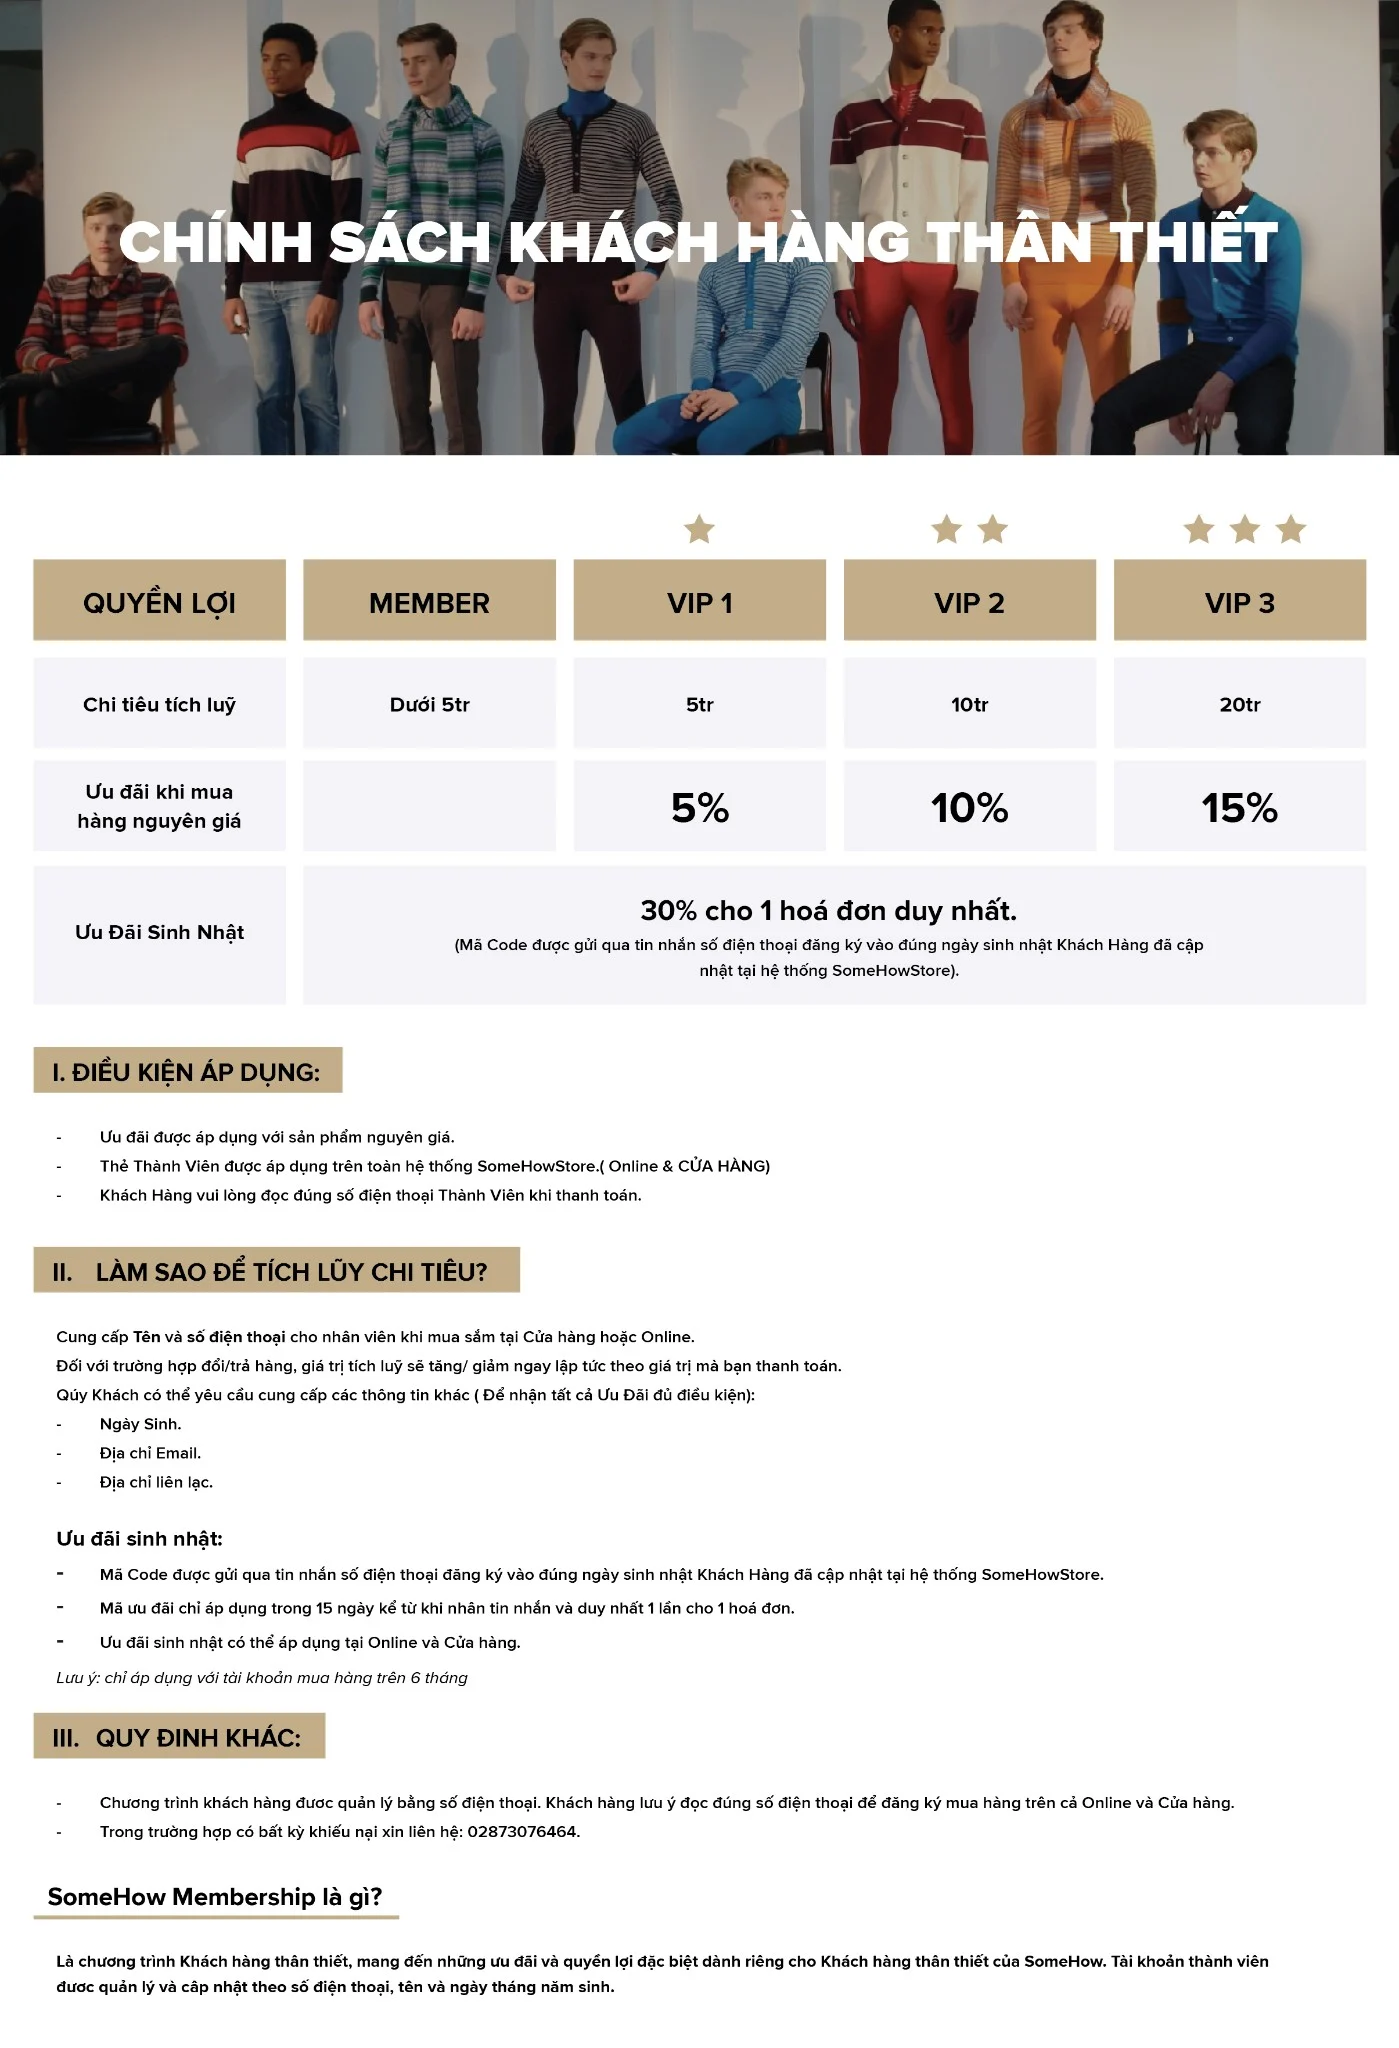 CHÍNH SÁCH KHÁCH HÀNG THÂN THIẾT
QUYỀN LỢI
MEMBER
VIP 1
VIP 2
VIP 3
Chi tiêu tích luỹ
Dưới 5tr
5tr
10tr
20tr
Ưu đãi khi mua
hàng nguyên giá
5%
10%
15%
Ưu Đãi Sinh Nhật
30% cho 1 hoá đơn duy nhất.
(Mã Code được gửi qua tin nhắn số điện thoại đăng ký vào đúng ngày sinh nhật Khách Hàng đã cập
nhật tại hệ thống SomeHowStore).
I. ĐIỀU KIỆN ÁP DỤNG:
- Ưu đãi được áp dụng với sản phẩm nguyên giá.
- Thẻ Thành Viên được áp dụng trên toàn hệ thống SomeHowStore.( Online & CỬA HÀNG)
- Khách Hàng vui lòng đọc đúng số điện thoại Thành Viên khi thanh toán.
II. LÀM SAO ĐỂ TÍCH LŨY CHI TIÊU?
Cung cấp Tên và số điện thoại cho nhân viên khi mua sắm tại Cửa hàng hoặc Online.
Đối với trường hợp đổi/trả hàng, giá trị tích luỹ sẽ tăng/ giảm ngay lập tức theo giá trị mà bạn thanh toán.
Qúy Khách có thể yêu cầu cung cấp các thông tin khác ( Để nhận tất cả Ưu Đãi đủ điều kiện):
- Ngày Sinh.
- Địa chỉ Email.
- Địa chỉ liên lạc.
Ưu đãi sinh nhật:
- Mã Code được gửi qua tin nhắn số điện thoại đăng ký vào đúng ngày sinh nhật Khách Hàng đã cập nhật tại hệ thống SomeHowStore.
- Mã ưu đãi chỉ áp dụng trong 15 ngày kể từ khi nhân tin nhắn và duy nhất 1 lần cho 1 hoá đơn.
- Ưu đãi sinh nhật có thể áp dụng tại Online và Cửa hàng.
Lưu ý: chỉ áp dụng với tài khoản mua hàng trên 6 tháng
III. QUY ĐINH KHÁC:
- Chương trình khách hàng đươc quản lý bằng số điện thoại. Khách hàng lưu ý đọc đúng số điện thoại để đăng ký mua hàng trên cả Online và Cửa hàng.
- Trong trường hợp có bất kỳ khiếu nại xin liên hệ: 02873076464.
SomeHow Membership là gì?
Là chương trình Khách hàng thân thiết, mang đến những ưu đãi và quyền lợi đặc biệt dành riêng cho Khách hàng thân thiết của SomeHow. Tài khoản thành viên
đươc quản lý và câp nhật theo số điện thoại, tên và ngày tháng năm sinh.